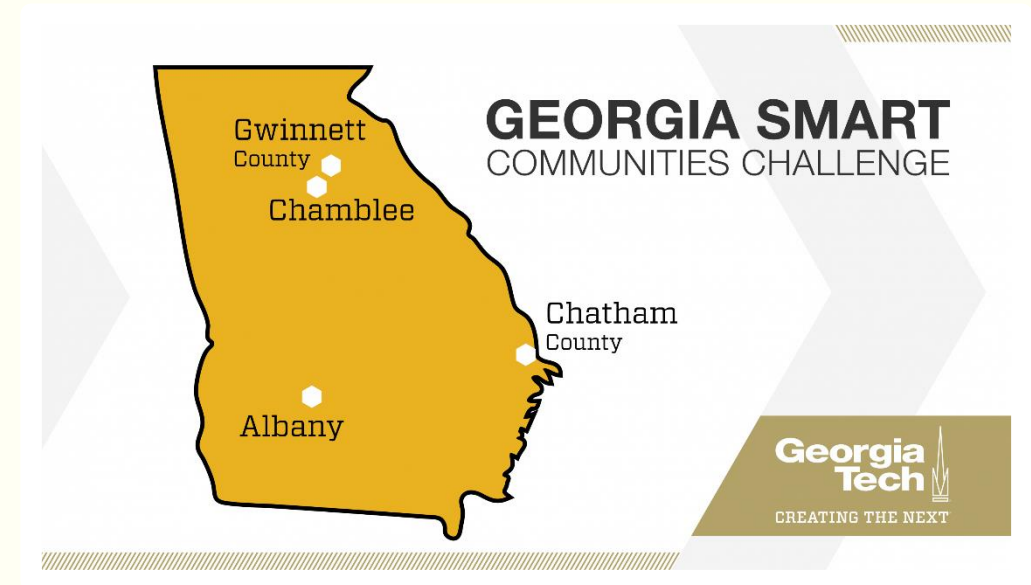 GEORGIA SMART
COMMUNITIES CHALLENGE
Gwinnett
County
Chamblee
Chatham
County
Albany
Georgia
Tech
CREATING THE NEXT